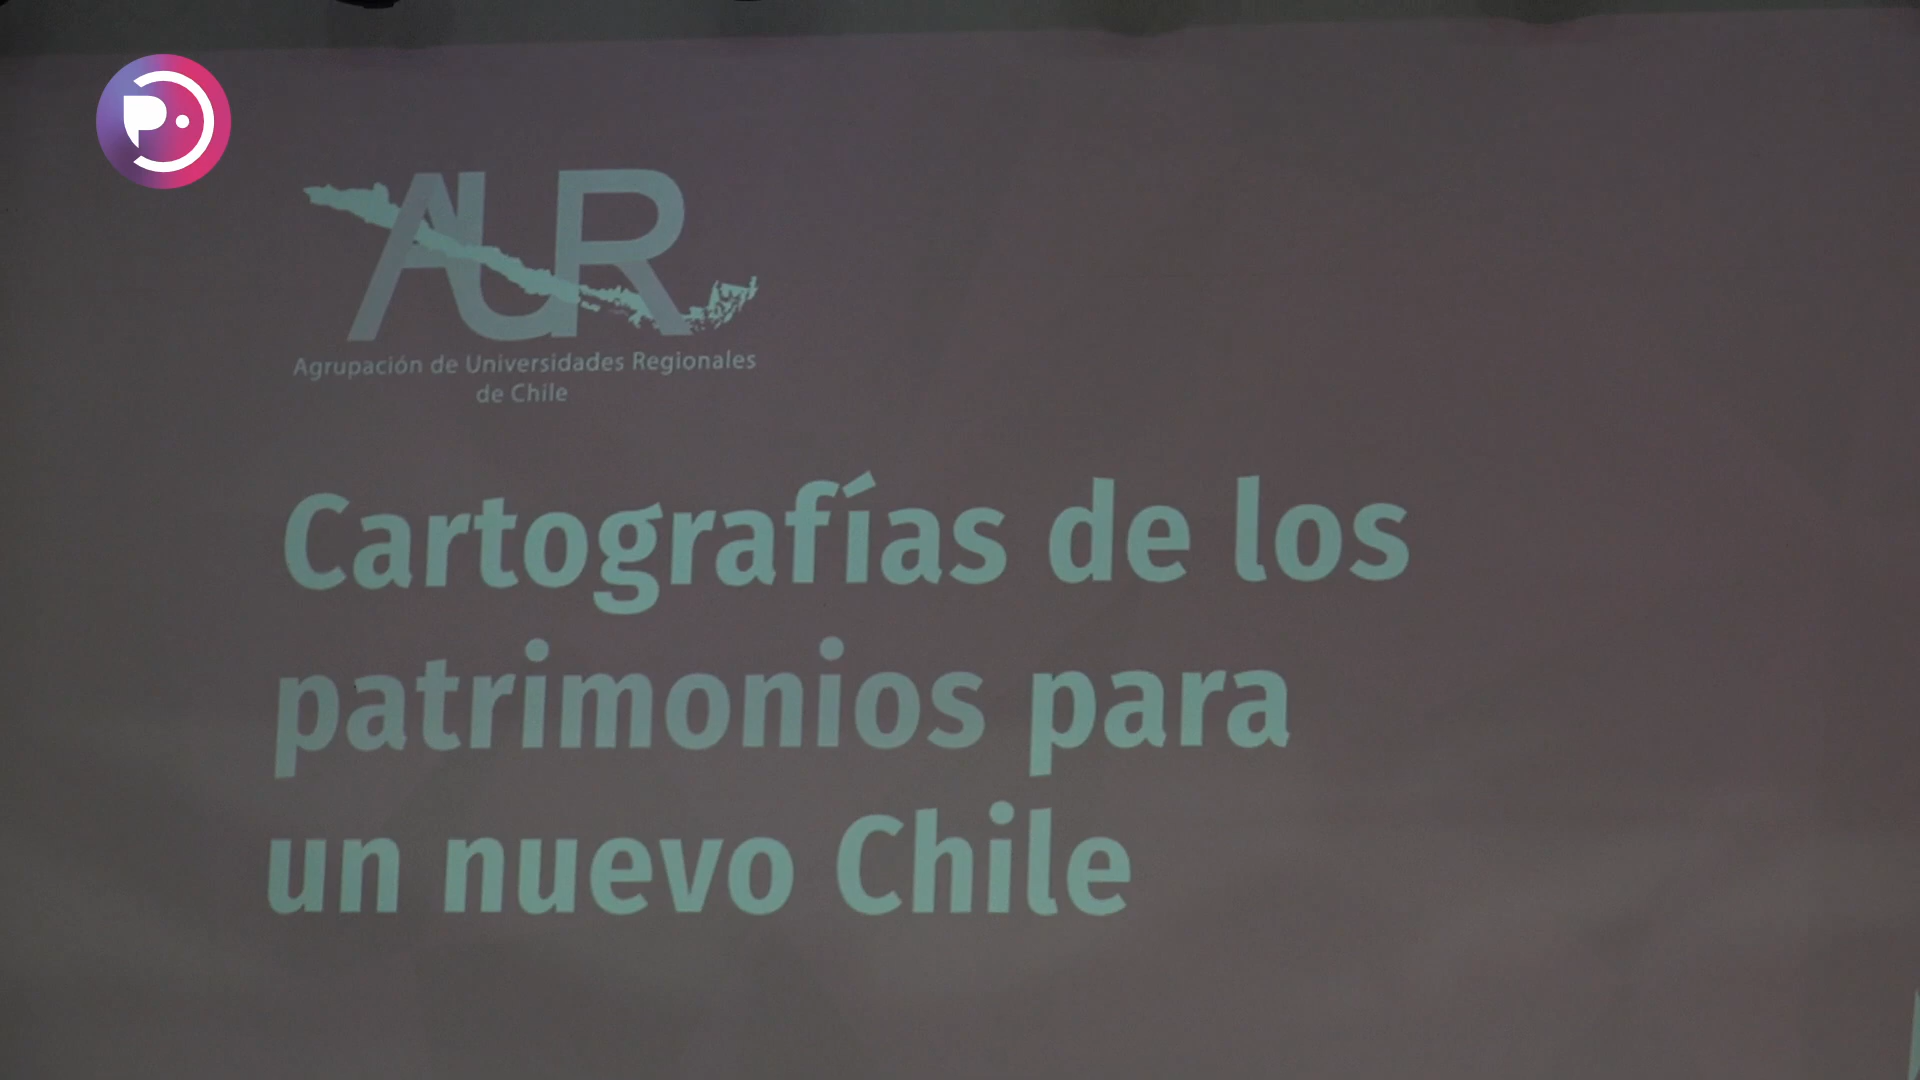 AUR
Agrupación de Universidades Regionales
de Chile
Cartografías de los
patrimonios para
un nuevo Chile